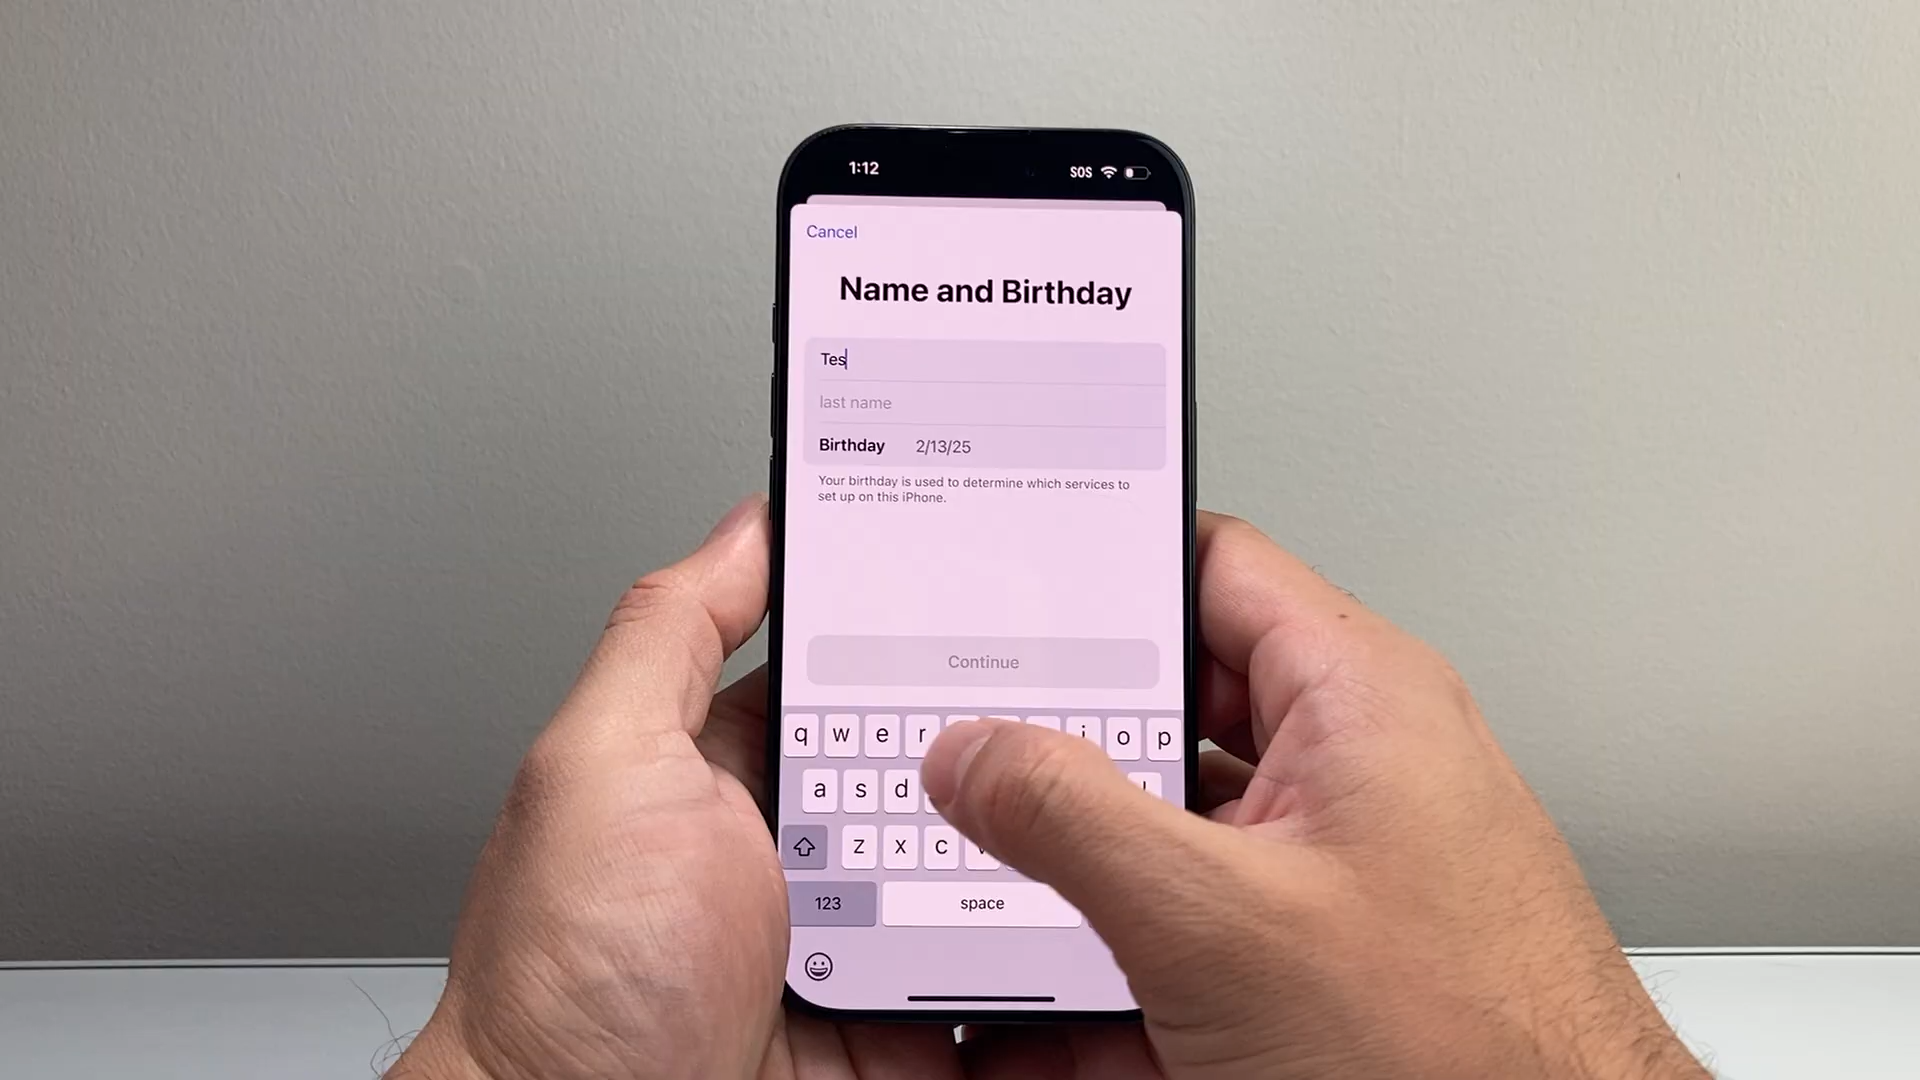 1:12 SOS
Cancel
Name and Birthday
Tes
last name
Birthday 2/13/25
Your birthday is used to determine which services to
set up on this iPhone.
Continue
q w e r i o p
a s d
z x c v
123 space